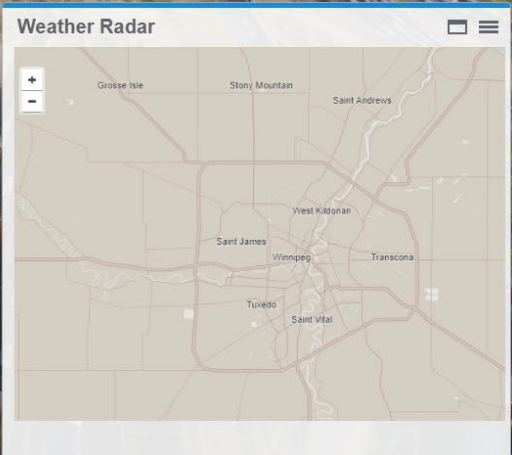 Weather Radar
+
Grosse Isle
Stony Mountain
−
Saint Andrews
West Kildonan
Saint James
Winnipeg
Transcona
Tuxedo
Saint Vital